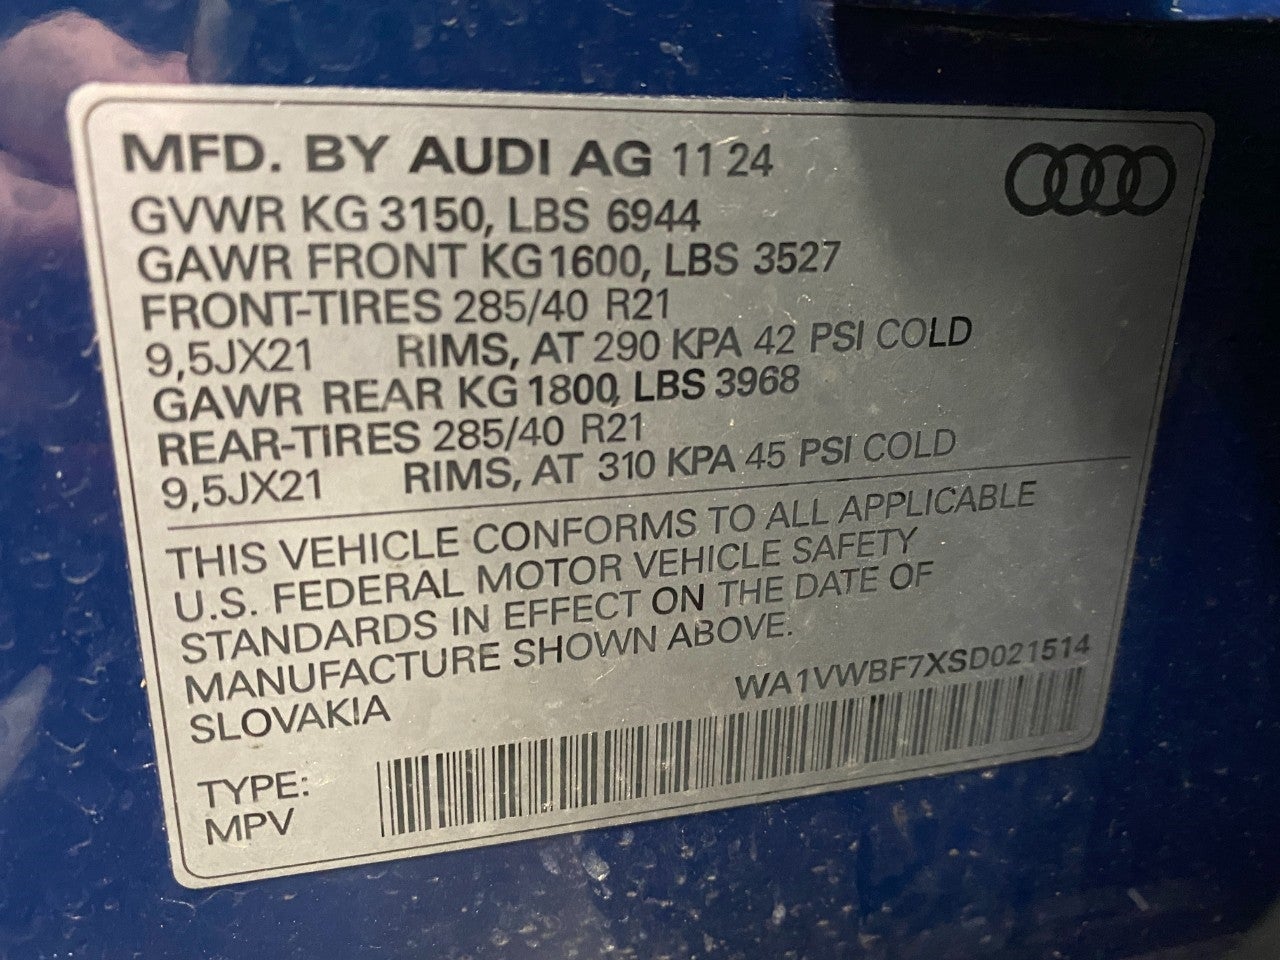 MFD. BY AUDI AG 11 24
GVWR KG 3150, LBS 6944
GAWR FRONT KG 1600, LBS 3527
FRONT-TIRES 285/40 R21
9,5JX21 RIMS, AT 290 KPA 42 PSI COLD
GAWR REAR KG 1800, LBS 3968
REAR-TIRES 285/40 R21
9,5JX21 RIMS, AT 310 KPA 45 PSI COLD
THIS VEHICLE CONFORMS TO ALL APPLICABLE
U.S. FEDERAL MOTOR VEHICLE SAFETY
STANDARDS IN EFFECT ON THE DATE OF
MANUFACTURE SHOWN ABOVE.
SLOVAKIA
WA1VWBF7XSD021514
TYPE:
MPV